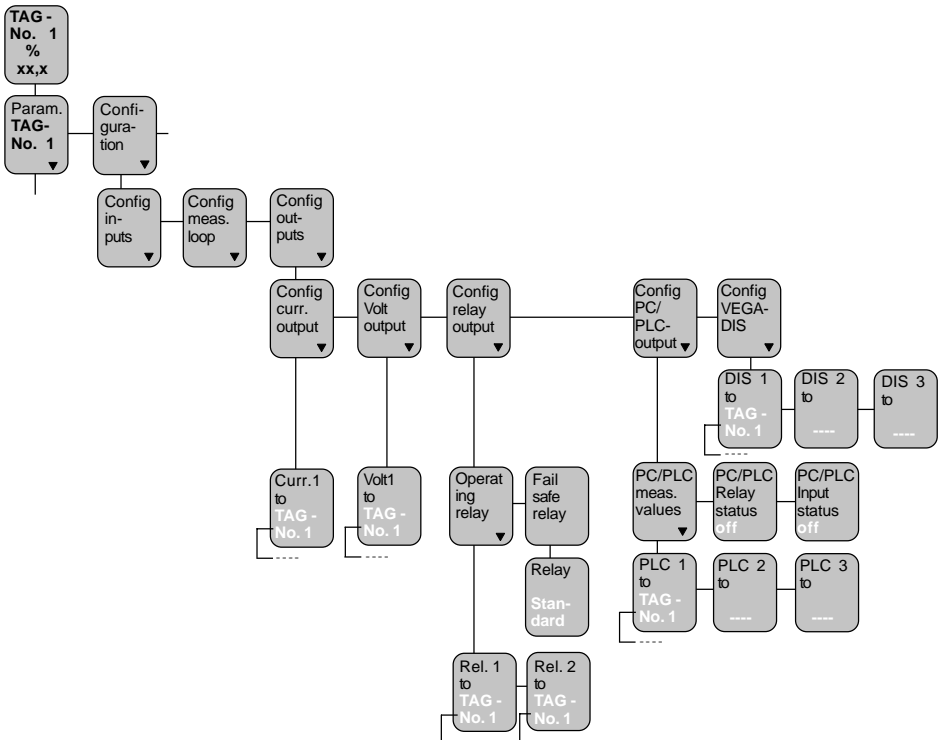 TAG -
No. 1
%
xx,x
Param.
TAG-
No. 1
Confi-
gura-
tion
Config
in-
puts
Config
meas.
loop
Config
out-
puts
Config
curr.
output
Config
Volt
output
Config
relay
output
Config
PC/
PLC-
output
Config
VEGA-
DIS
DIS 1
to
TAG -
No. 1
----
DIS 2
to
----
DIS 3
to
----
Curr.1
to
TAG -
No. 1
----
Volt1
to
TAG -
No. 1
----
Operat
ing
relay
Fail
safe
relay
PC/PLC
meas.
values
PC/PLC
Relay
status
off
PC/PLC
Input
status
off
Relay
Stan-
dard
PLC 1
to
TAG -
No. 1
----
PLC 2
to
----
PLC 3
to
----
Rel. 1
to
TAG -
No. 1
Rel. 2
to
TAG -
No. 1